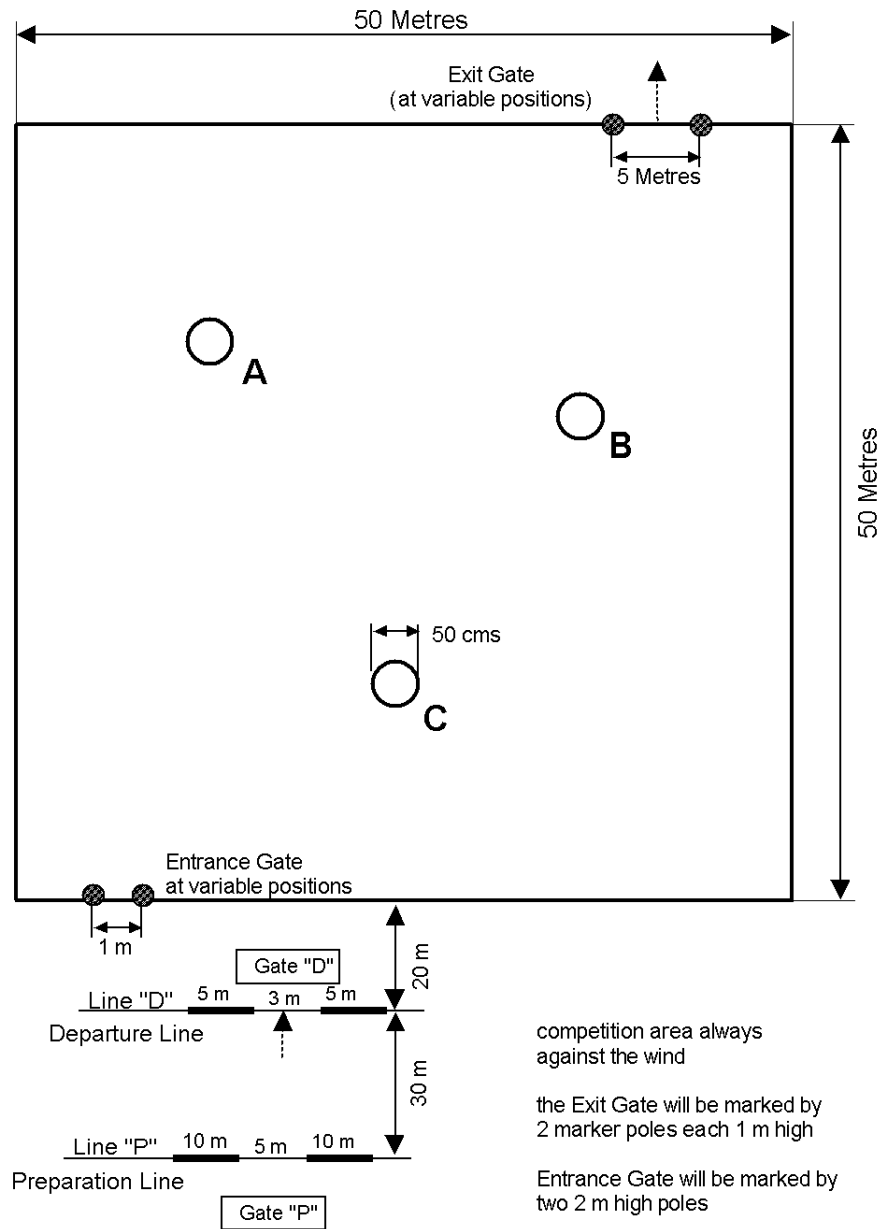 50 Metres
Exit Gate
(at variable positions)
5 Metres
A
B
50 Metres
50 cms
C
Entrance Gate
at variable positions
1 m
20 m
Gate "D"
Line "D"
5 m
3 m
5 m
Departure Line
30 m
Line "P"
10 m
5 m
10 m
Preparation Line
Gate "P"
competition area always
against the wind
the Exit Gate will be marked by
2 marker poles each 1 m high
Entrance Gate will be marked by
two 2 m high poles